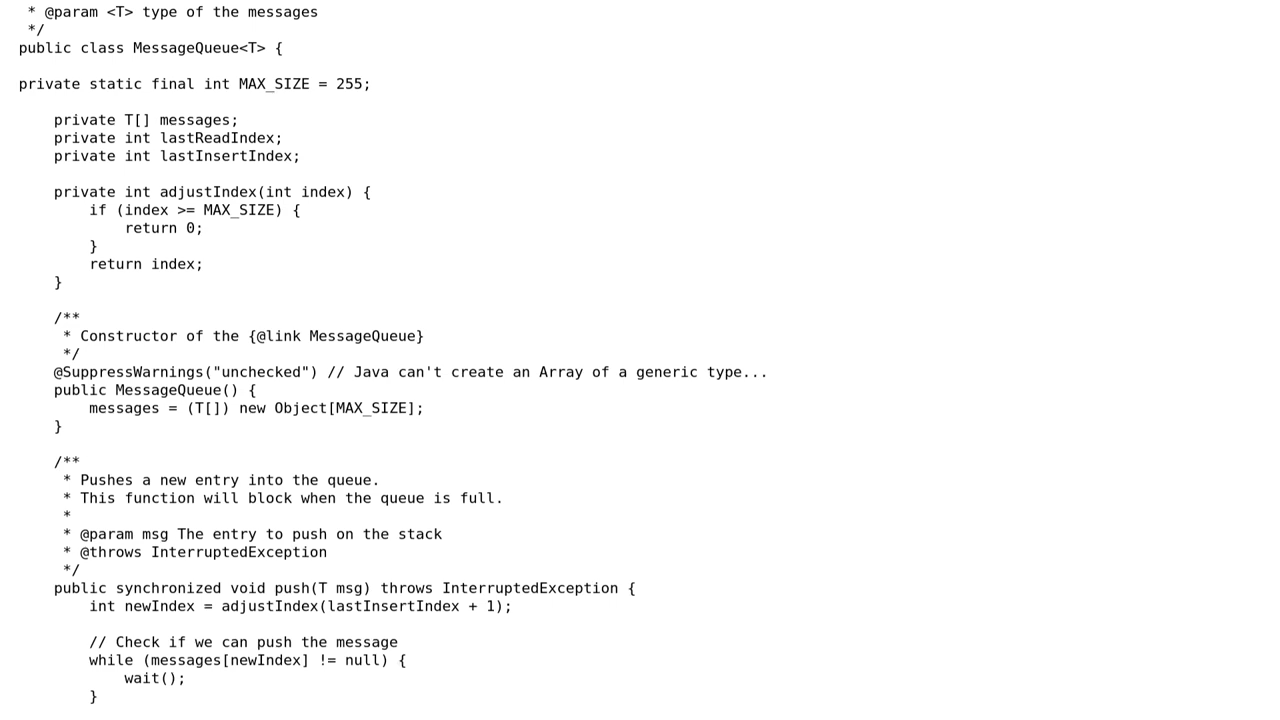 * @param <T> type of the messages
 */
public class MessageQueue<T> {

private static final int MAX_SIZE = 255;

    private T[] messages;
    private int lastReadIndex;
    private int lastInsertIndex;

    private int adjustIndex(int index) {
        if (index >= MAX_SIZE) {
            return 0;
        }
        return index;
    }

    /**
     * Constructor of the {@link MessageQueue}
     */
    @SuppressWarnings("unchecked") // Java can't create an Array of a generic type...
    public MessageQueue() {
        messages = (T[]) new Object[MAX_SIZE];
    }

    /**
     * Pushes a new entry into the queue.
     * This function will block when the queue is full.
     *
     * @param msg The entry to push on the stack
     * @throws InterruptedException
     */
    public synchronized void push(T msg) throws InterruptedException {
        int newIndex = adjustIndex(lastInsertIndex + 1);

        // Check if we can push the message
        while (messages[newIndex] != null) {
            wait();
        }